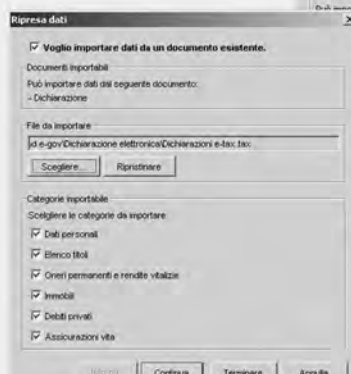 Ripresa dati
Voglio importare dati da un documento esistente.
Documenti importabili
Può importare dati dal seguente documento:
- Dichiarazione
File da importare
id e-gov\Dichiarazione elettronica\Dichiarazioni e-tax.tax
Scegliere...
Ripristinare
Categorie importabile
Scelgliere le categorie da importare
Dati personali
Elenco titoli
Oneri permanenti e rendite vitalizie
Immobili
Debiti privati
Assicurazioni vita
Continua
Terminare
Annulla